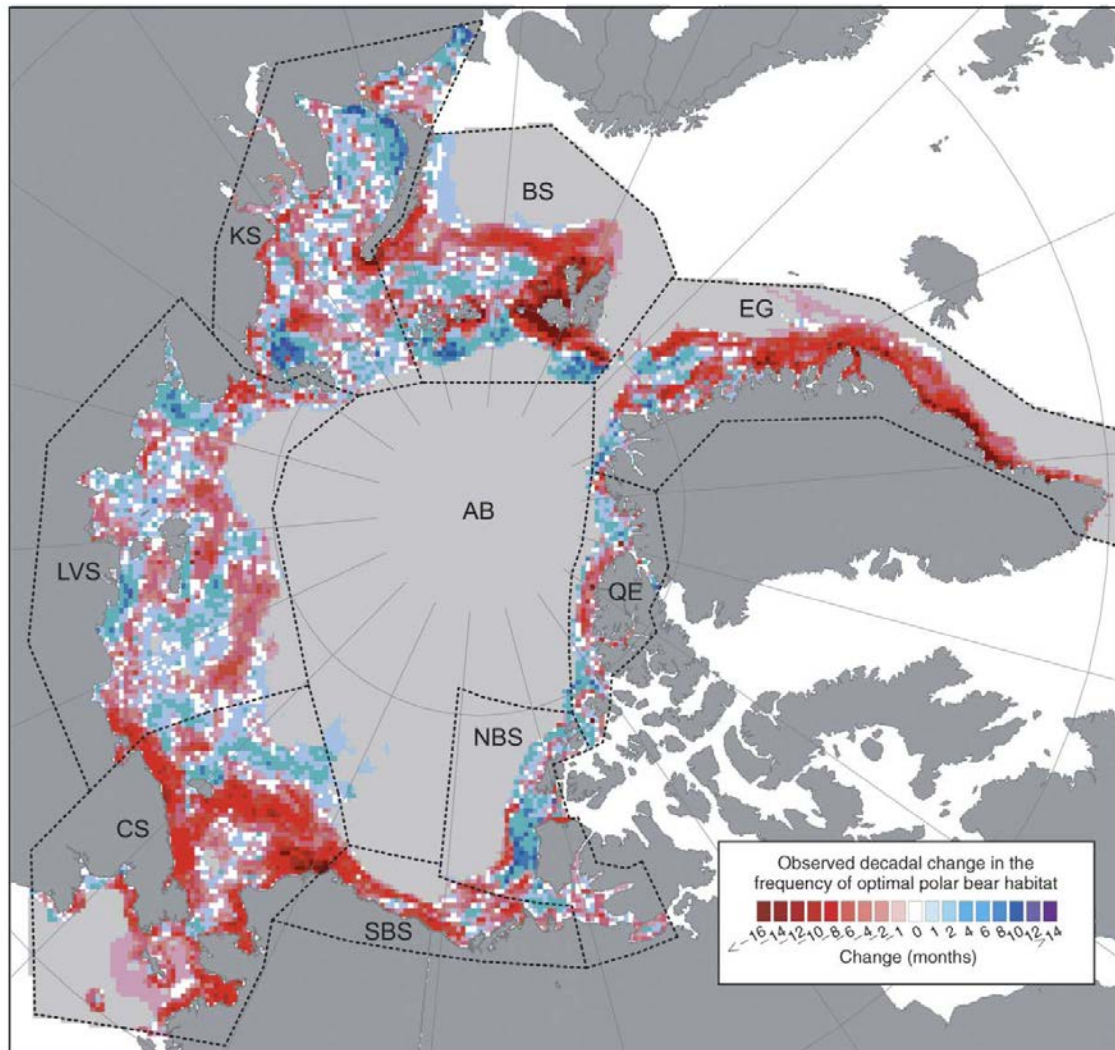 BS
KS
EG
AB
LVS
QE
NBS
CS
SBS
Observed decadal change in the
frequency of optimal polar bear habitat
<-16 -14 -12 -10 -8 -6 -4 -2 -1 0 1 2 4 6 8 10 12 >14
Change (months)